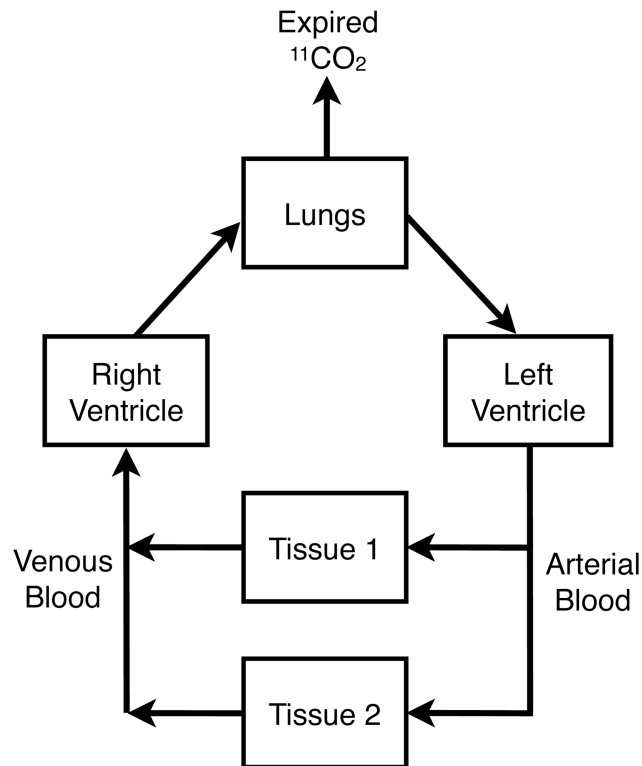 Expired
¹¹CO₂
Lungs
Right
Ventricle
Left
Ventricle
Tissue 1
Venous
Blood
Arterial
Blood
Tissue 2